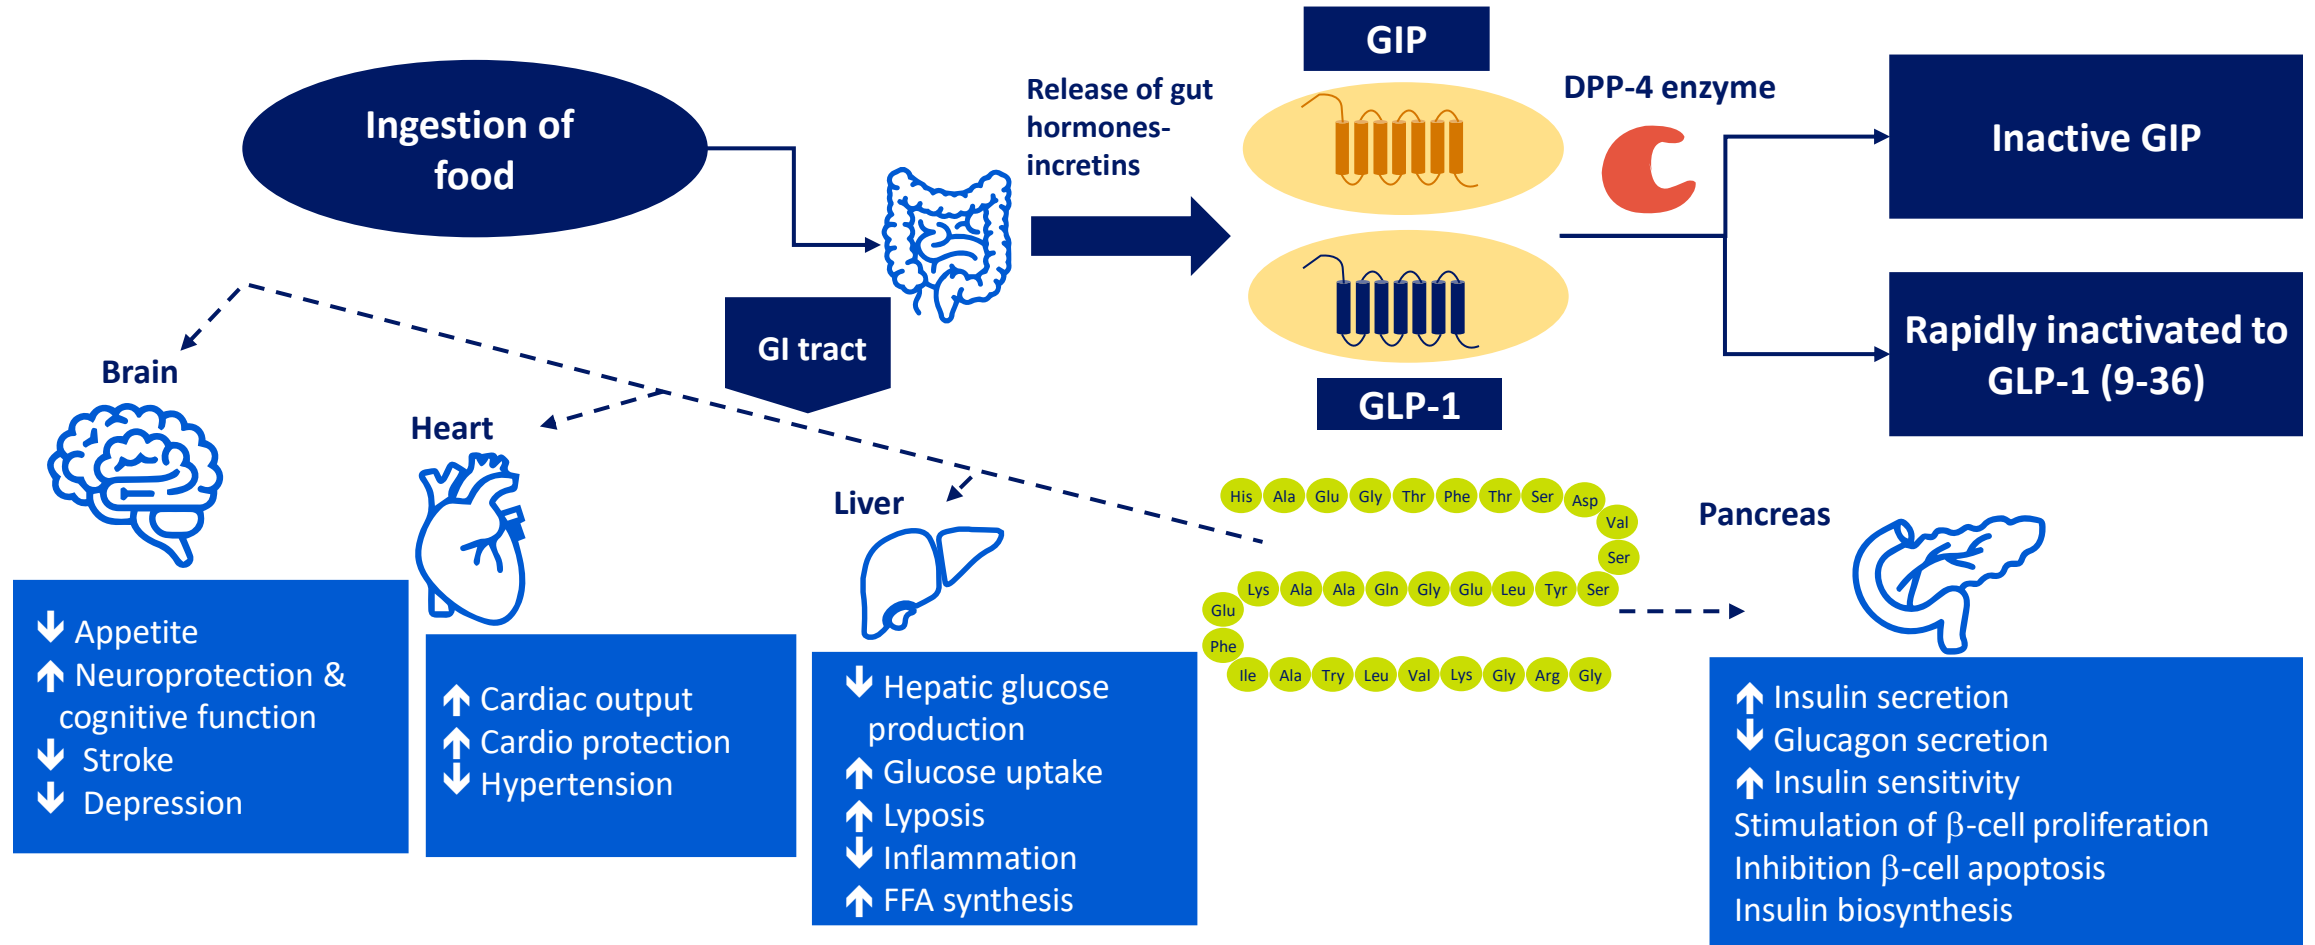 Ingestion of
food
Release of gut
hormones-
incretins
GIP
GLP-1
DPP-4 enzyme
Inactive GIP
Rapidly inactivated to
GLP-1 (9-36)
GI tract
Brain
↓ Appetite
↑ Neuroprotection &
cognitive function
↓ Stroke
↓ Depression
Heart
↑ Cardiac output
↑ Cardio protection
↓ Hypertension
Liver
↓ Hepatic glucose
production
↑ Glucose uptake
↑ Lyposis
↓ Inflammation
↑ FFA synthesis
His Ala Glu Gly Thr Phe Thr Ser Asp
Val
Ser
Lys Ala Ala Gln Gly Glu Leu Tyr Ser
Glu
Phe
Ile Ala Try Leu Val Lys Gly Arg Gly
Pancreas
↑ Insulin secretion
↓ Glucagon secretion
↑ Insulin sensitivity
Stimulation of β-cell proliferation
Inhibition β-cell apoptosis
Insulin biosynthesis